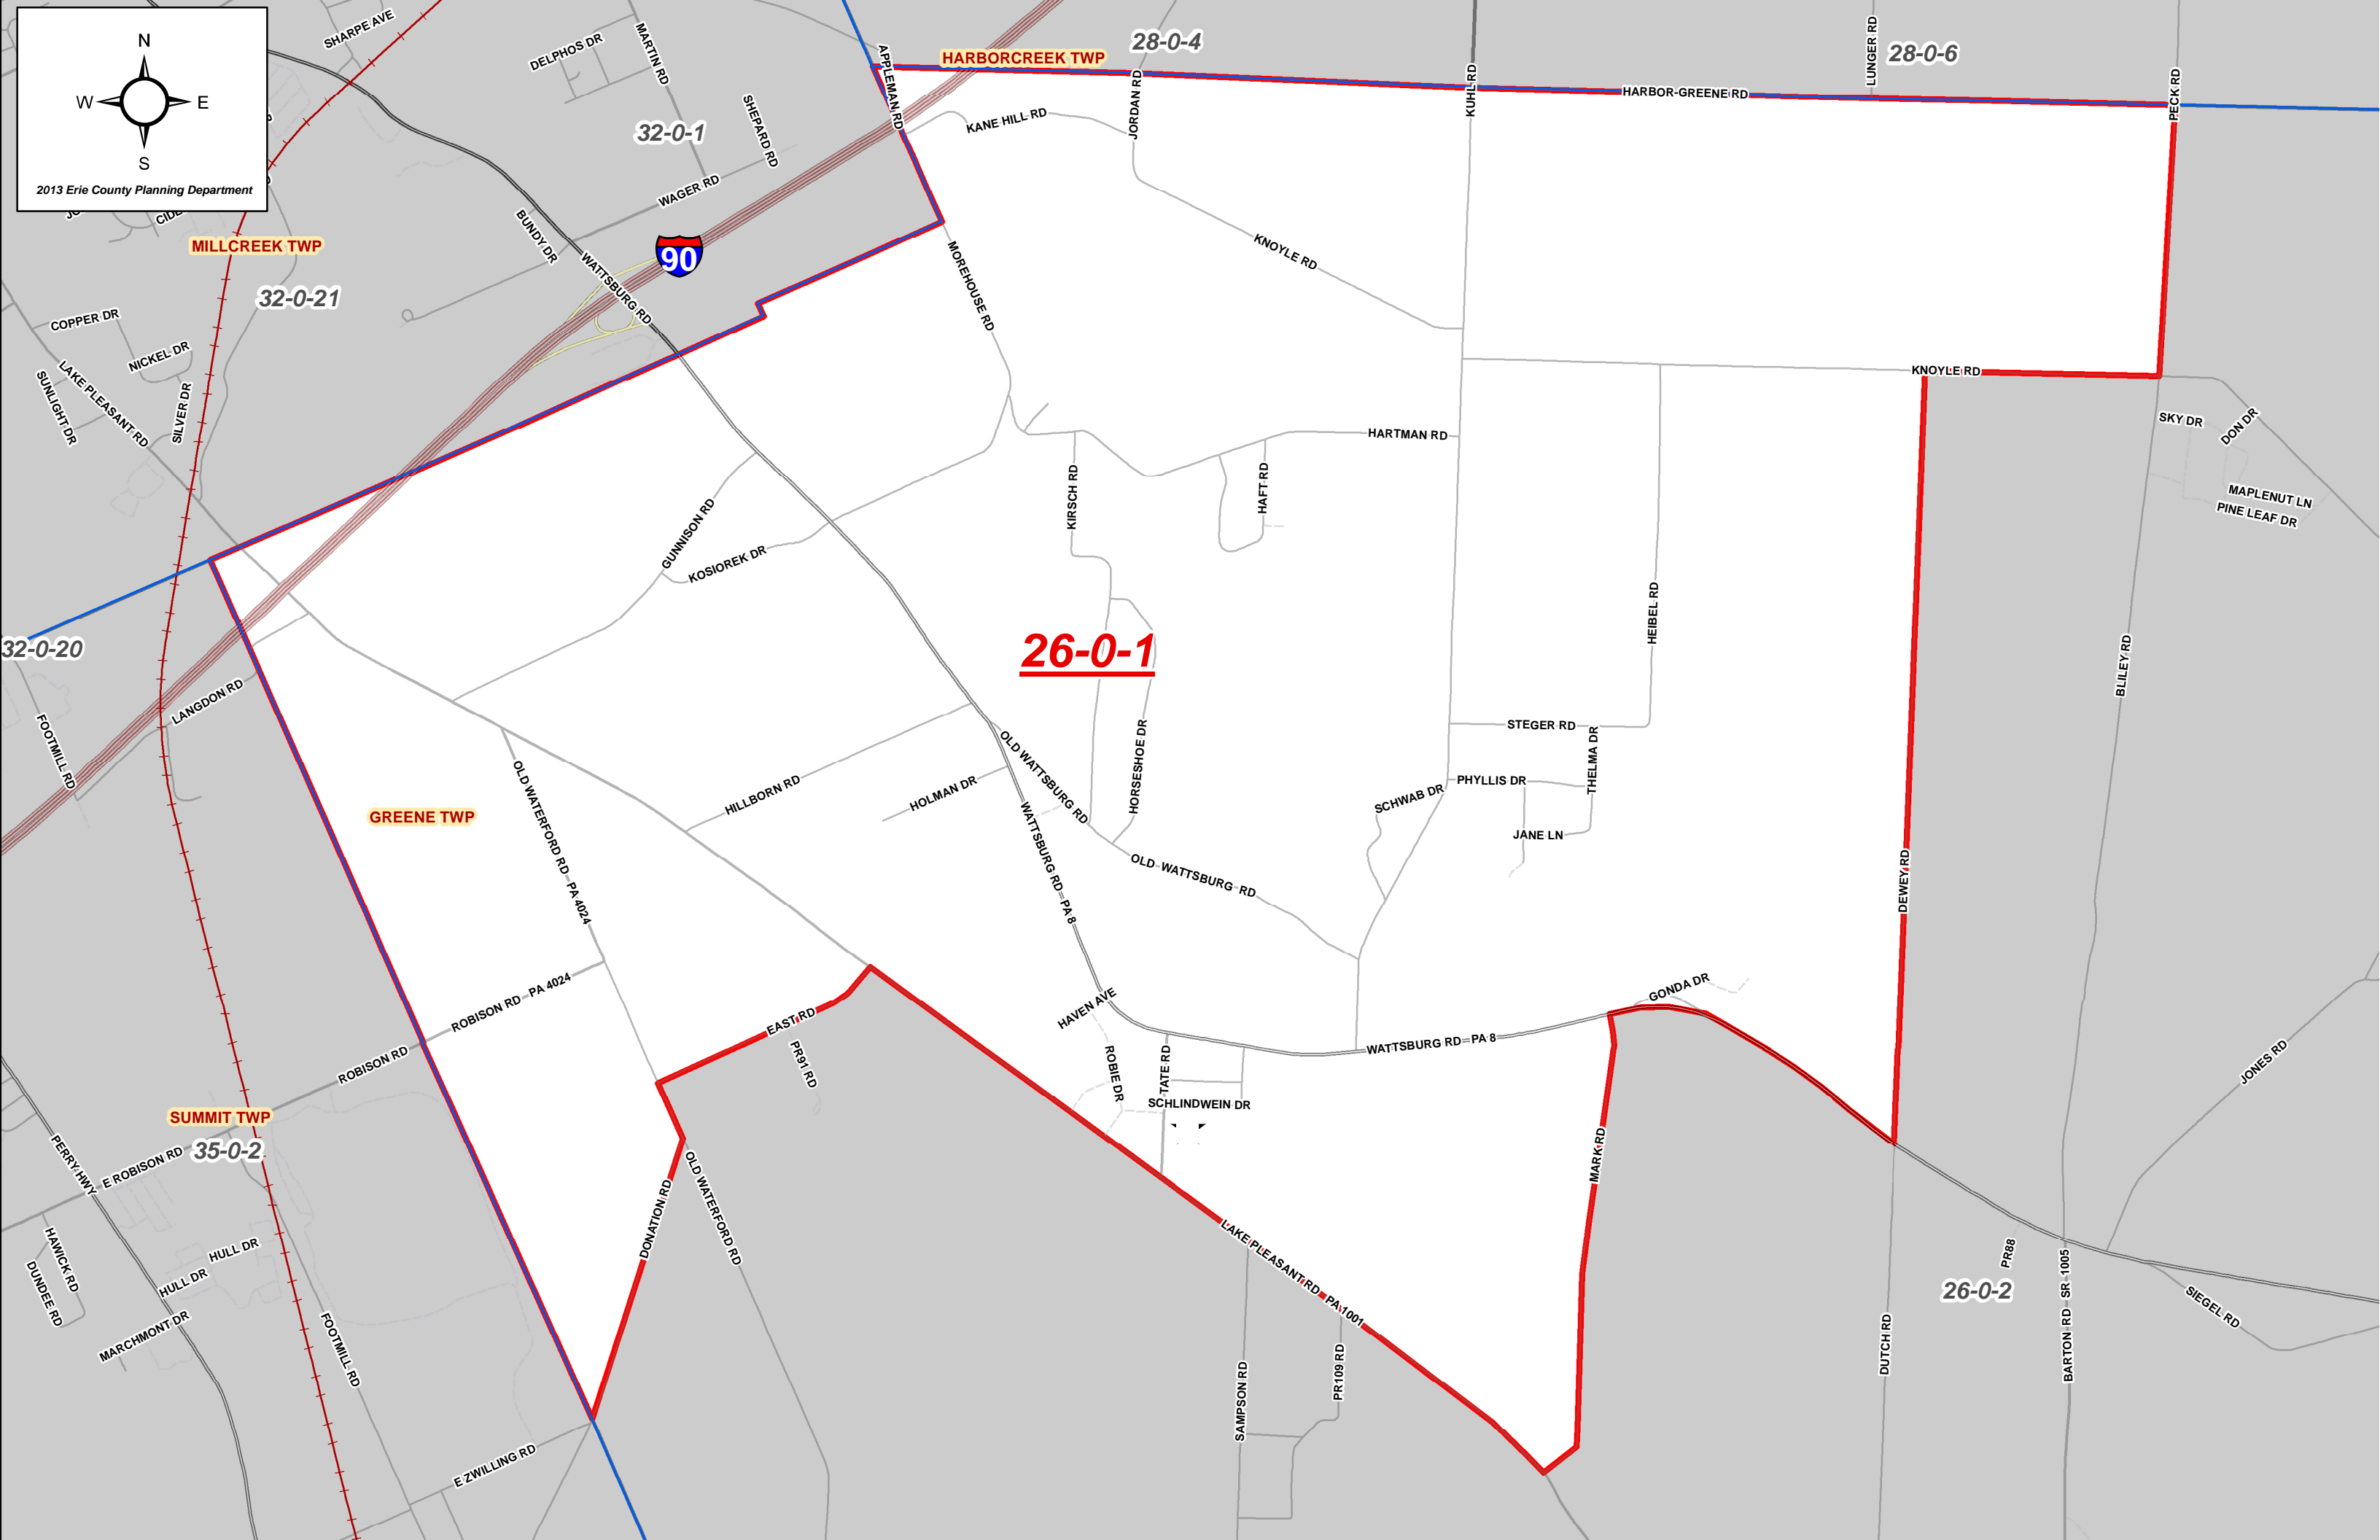 N
W
E
S
2013 Erie County Planning Department
SHARPE AVE
DELPHOS DR
MARTIN RD
SHEPARD RD
APPLEMAN RD
HARBORCREEK TWP
28-0-4
KUHL RD
LUNGER RD
28-0-6
PECK RD
HARBOR-GREENE RD
32-0-1
JORDAN RD
KANE HILL RD
WAGER RD
BUNDY DR
WATTSBURG RD
90
MILLCREEK TWP
32-0-21
MOREHOUSE RD
KNOYLE RD
COPPER DR
NICKEL DR
SUNLIGHT DR
LAKE PLEASANT RD
SILVER DR
KNOYLE RD
SKY DR
DON DR
MAPLENUT LN
PINE LEAF DR
HARTMAN RD
KIRSCH RD
HAFT RD
GUNNISON RD
KOSIOREK DR
HEIBEL RD
26-0-1
32-0-20
LANGDON RD
FOOTMILL RD
BLILEY RD
STEGER RD
THELMA DR
PHYLLIS DR
SCHWAB DR
JANE LN
OLD WATTSBURG RD
HORSESHOE DR
HILLBORN RD
HOLMAN DR
GREENE TWP
OLD WATERFORD RD PA 4024
WATTSBURG RD PA 8
OLD WATTSBURG RD
DEWEY RD
ROBISON RD PA 4024
GONDA DR
HAVEN AVE
EAST RD
PR91 RD
WATTSBURG RD PA 8
ROBISON RD
ROBIE DR
TATE RD
SCHLINDWEIN DR
JONES RD
SUMMIT TWP
35-0-2
PERRY HWY
E ROBISON RD
MARK RD
DONATION RD
OLD WATERFORD RD
LAKE PLEASANT RD PA 1001
HAWICK RD
DUNDEE RD
HULL DR
HULL DR
MARCHMONT DR
FOOTMILL RD
PR88
26-0-2
BARTON RD SR 1005
SIEGEL RD
DUTCH RD
SAMPSON RD
PR109 RD
E ZWILLING RD